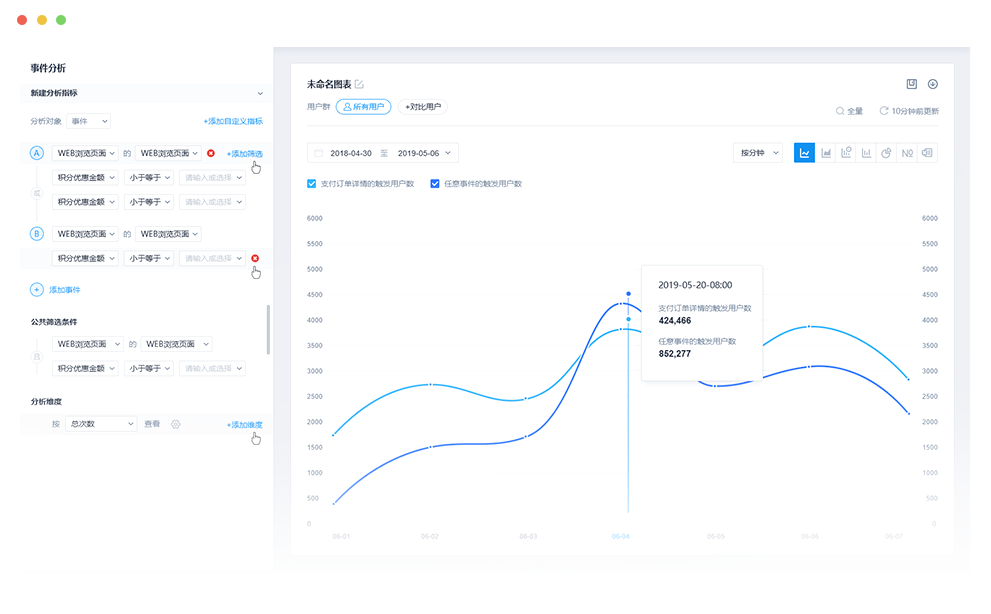 事件分析
新建分析指标
分析对象 事件
+添加自定义指标
A WEB浏览页面 的 WEB浏览页面 +添加筛选
积分优惠金额 小于等于 请输入或选择
积分优惠金额 小于等于 请输入或选择
B WEB浏览页面 的 WEB浏览页面
积分优惠金额 小于等于 请输入或选择
+ 添加事件
公共筛选条件
WEB浏览页面 的 WEB浏览页面
积分优惠金额 小于等于 请输入或选择
分析维度
按 总次数 查看 +添加维度
未命名图表
用户群 所有用户 +对比用户
全量 10分钟前更新
2018-04-30 至 2019-05-06
按分钟
Nº
支付订单详情的触发用户数 任意事件的触发用户数
6000 6000
5500 5500
5000 5000
4500 4500
4000 4000
3500 3500
3000 3000
2500 2500
2000 2000
1500 1500
1000 1000
500 500
0 0
2019-05-20-08:00
支付订单详情的触发用户数
424,466
任意事件的触发用户数
852,277
06-01 06-02 06-03 06-04 06-05 06-06 06-07